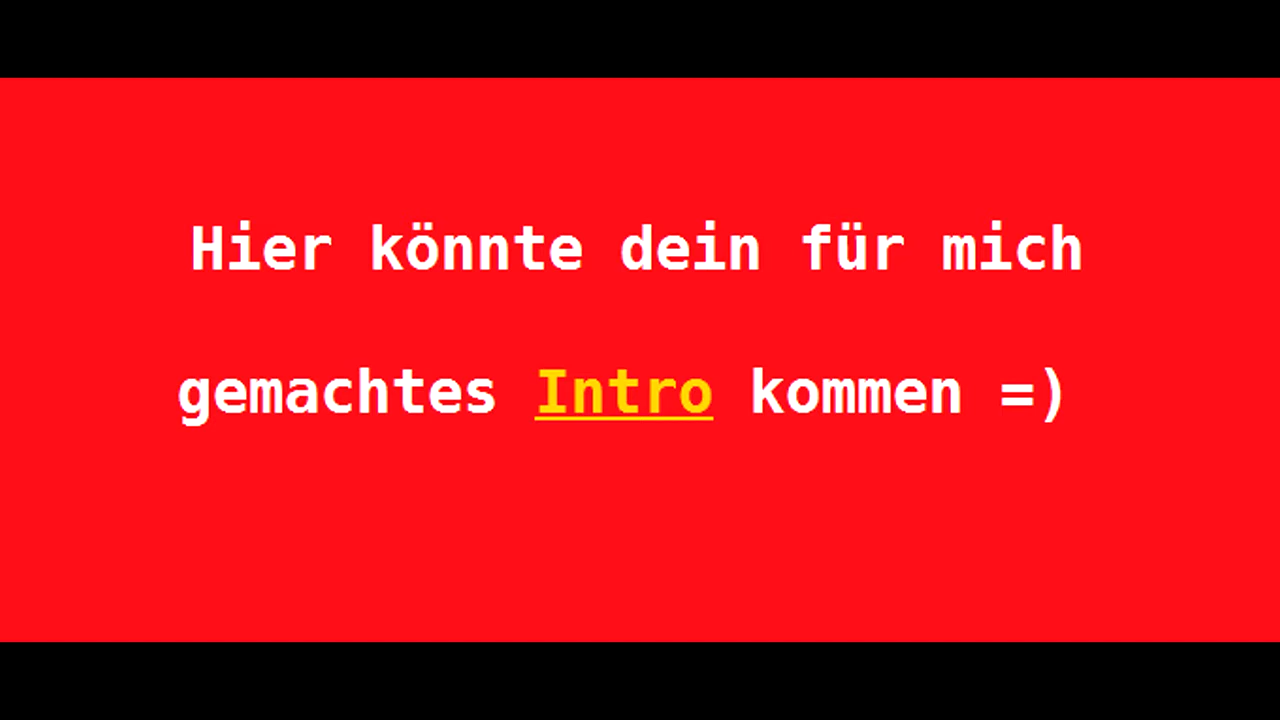 Hier könnte dein für mich
gemachtes Intro kommen =)